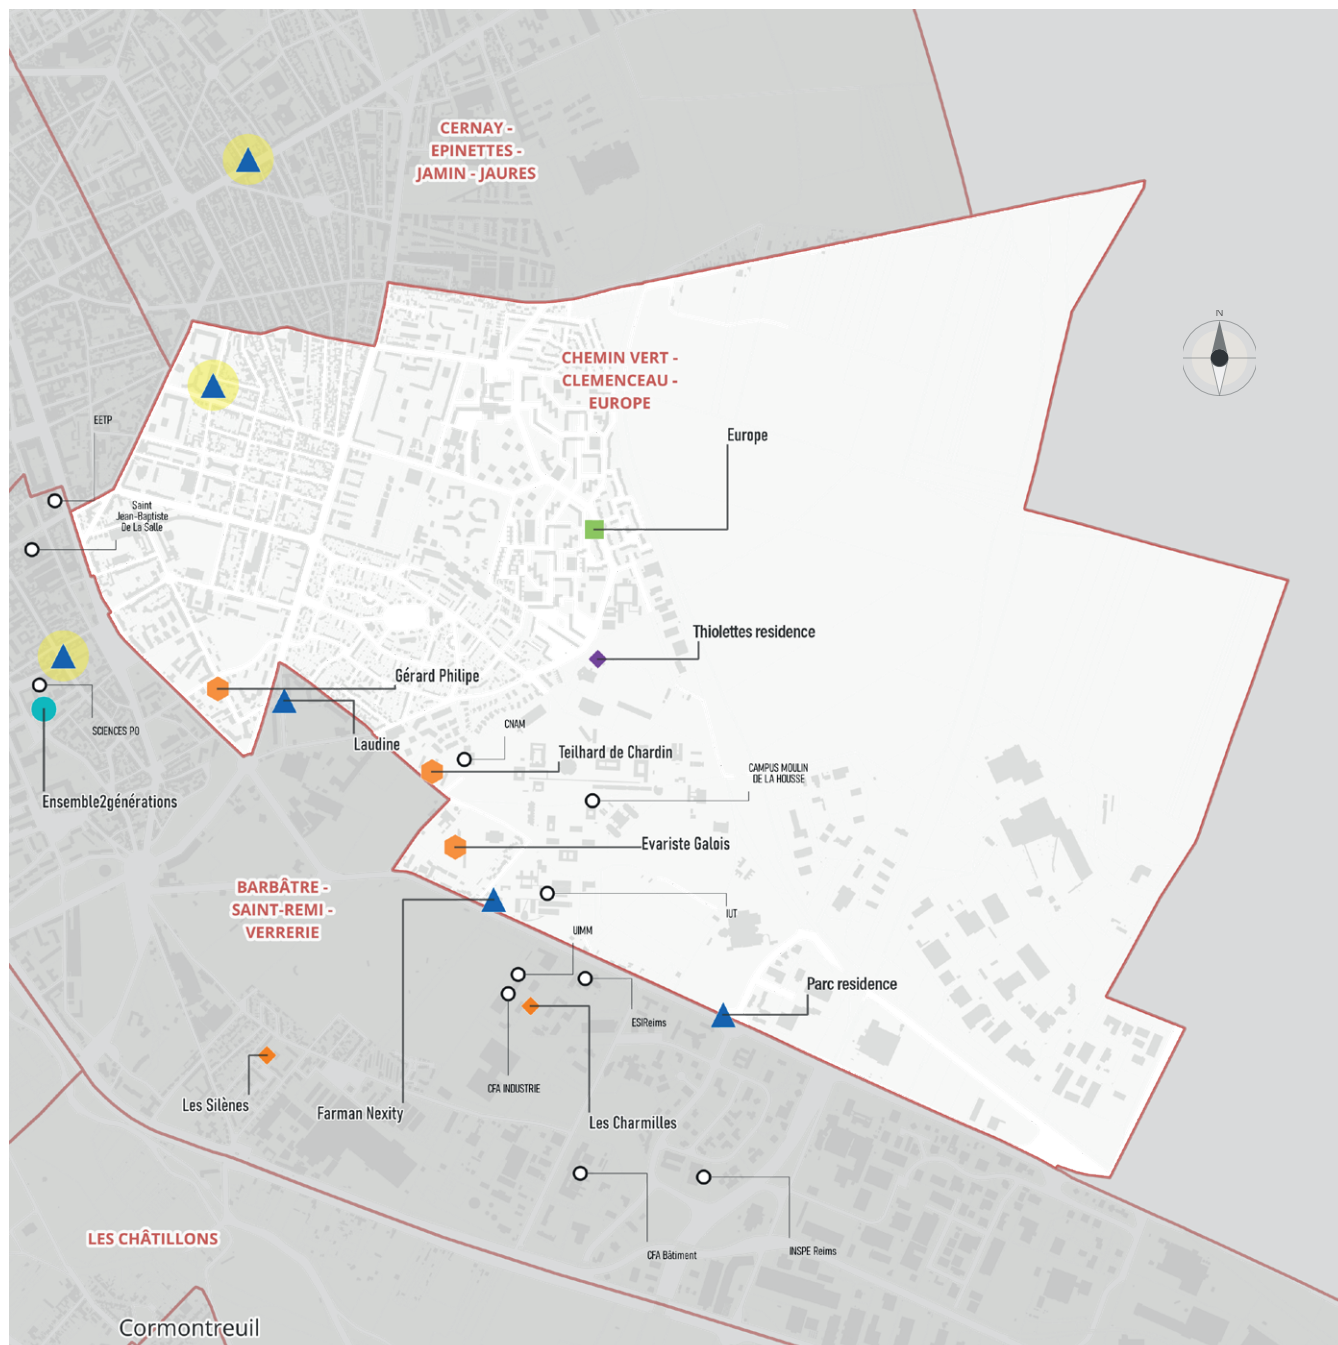 CERNAY -
EPINETTES -
JAMIN - JAURES
N
CHEMIN VERT -
CLEMENCEAU -
EUROPE
EETP
Europe
Saint
Jean-Baptiste
De La Salle
Thiolettes residence
Gérard Philipe
SCIENCES PO
CNAM
Laudine
Teilhard de Chardin
CAMPUS MOULIN
DE LA HOUSSE
Ensemble2générations
Evariste Galois
BARBÂTRE -
SAINT-REMI -
VERRERIE
IUT
UIMM
Parc residence
ESIReims
CFA INDUSTRIE
Les Silènes
Farman Nexity
Les Charmilles
LES CHÂTILLONS
CFA Bâtiment
INSPE Reims
Cormontreuil